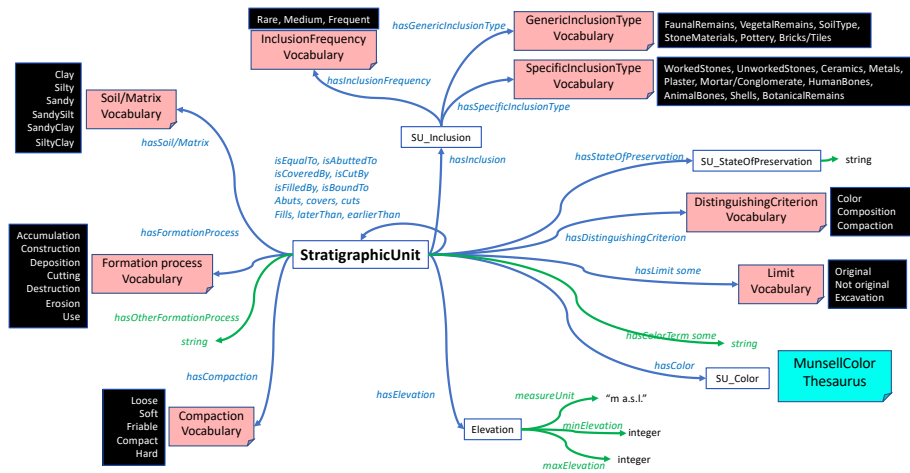 Rare, Medium, Frequent
InclusionFrequency
Vocabulary
hasGenericInclusionType
GenericInclusionType
Vocabulary
FaunalRemains, VegetalRemains, SoilType,
StoneMaterials, Pottery, Bricks/Tiles
hasInclusionFrequency
SpecificInclusionType
Vocabulary
WorkedStones, UnworkedStones, Ceramics, Metals,
Plaster, Mortar/Conglomerate, HumanBones,
AnimalBones, Shells, BotanicalRemains
hasSpecificInclusionType
Clay
Silty
Sandy
SandySilt
SandyClay
SiltyClay
Soil/Matrix
Vocabulary
hasSoil/Matrix
SU_Inclusion
hasInclusion
isEqualTo, isAbuttedTo
isCoveredBy, isCutBy
isFilledBy, isBoundTo
Abuts, covers, cuts
Fills, laterThan, earlierThan
hasStateOfPreservation
SU_StateOfPreservation
string
DistinguishingCriterion
Vocabulary
Color
Composition
Compaction
hasDistinguishingCriterion
hasFormationProcess
StratigraphicUnit
Accumulation
Construction
Deposition
Cutting
Destruction
Erosion
Use
Formation process
Vocabulary
hasLimit some
Limit
Vocabulary
Original
Not original
Excavation
hasOtherFormationProcess
string
hasColorTerm some
string
hasColor
SU_Color
MunsellColor
Thesaurus
hasCompaction
hasElevation
Loose
Soft
Friable
Compact
Hard
Compaction
Vocabulary
measureUnit
"m a.s.l."
Elevation
minElevation
integer
maxElevation
integer